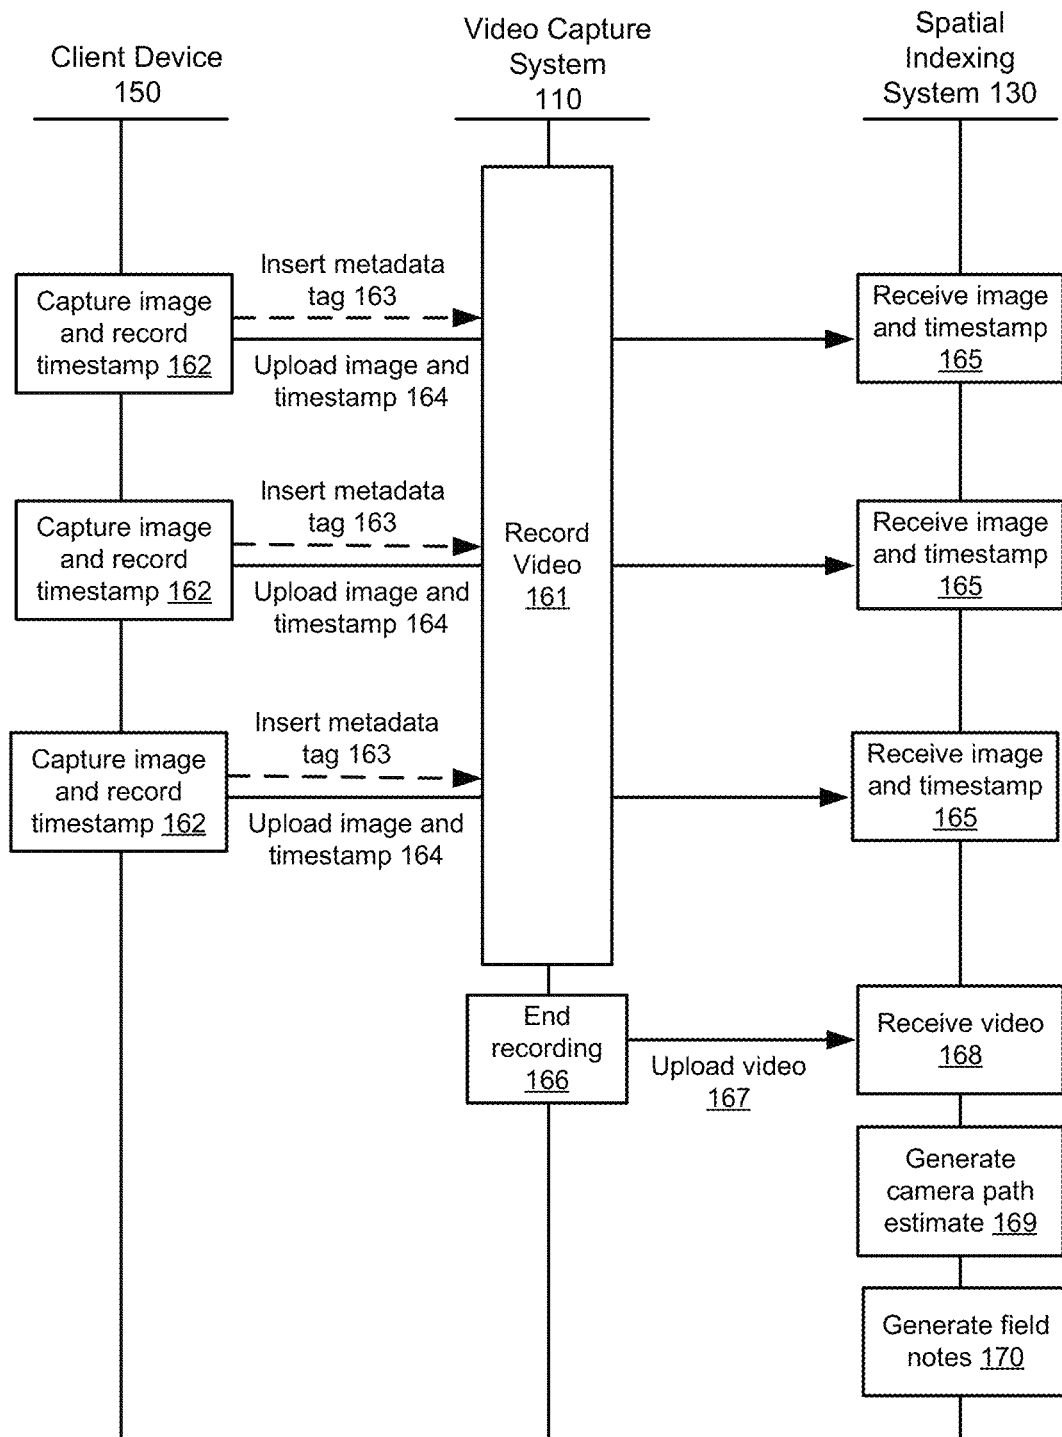 Client Device
150
Video Capture
System
110
Spatial
Indexing
System 130
Capture image
and record
timestamp 162
Insert metadata
tag 163
Upload image and
timestamp 164
Receive image
and timestamp
165
Capture image
and record
timestamp 162
Insert metadata
tag 163
Upload image and
timestamp 164
Record
Video
161
Receive image
and timestamp
165
Capture image
and record
timestamp 162
Insert metadata
tag 163
Upload image and
timestamp 164
Receive image
and timestamp
165
End
recording
166
Upload video
167
Receive video
168
Generate
camera path
estimate 169
Generate field
notes 170